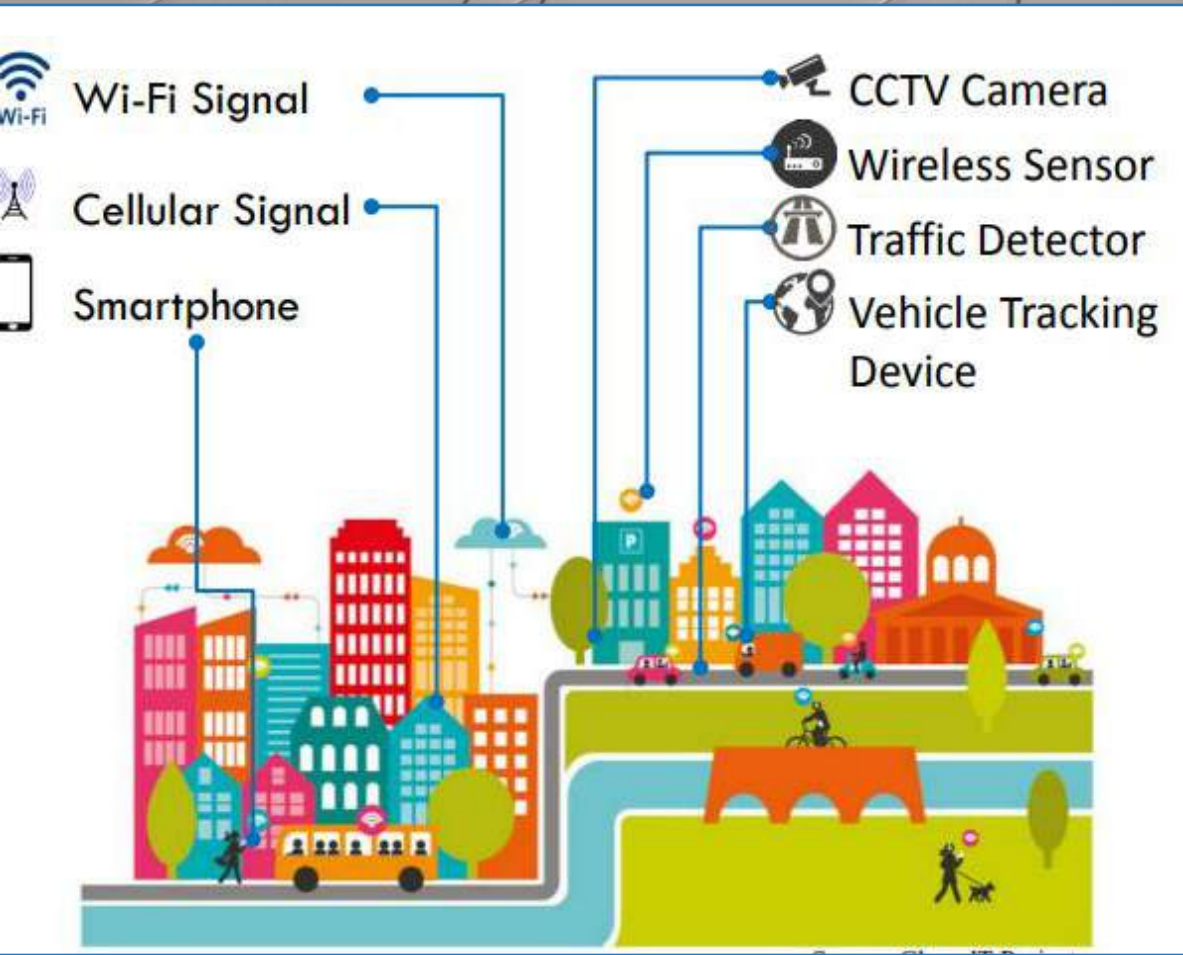 Wi-Fi
Wi-Fi Signal
Cellular Signal
Smartphone
CCTV Camera
Wireless Sensor
Traffic Detector
Vehicle Tracking
Device
P